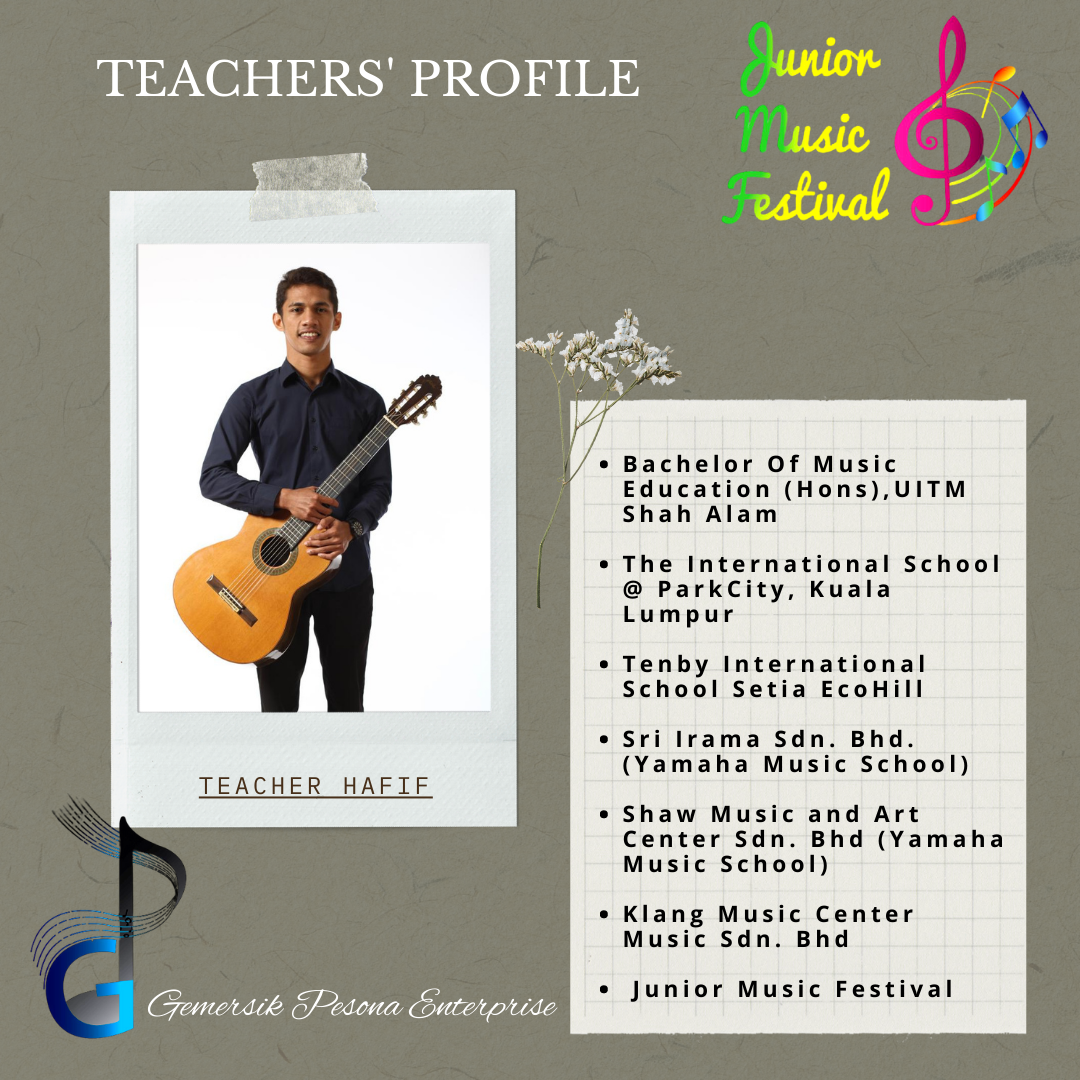 TEACHERS' PROFILE
Junior
Music
Festival
TEACHER HAFIF
Bachelor Of Music
Education (Hons),UITM
Shah Alam
The International School
@ ParkCity, Kuala
Lumpur
Tenby International
School Setia EcoHill
Sri Irama Sdn. Bhd.
(Yamaha Music School)
Shaw Music and Art
Center Sdn. Bhd (Yamaha
Music School)
Klang Music Center
Music Sdn. Bhd
Junior Music Festival
G
Gemersik Pesona Enterprise